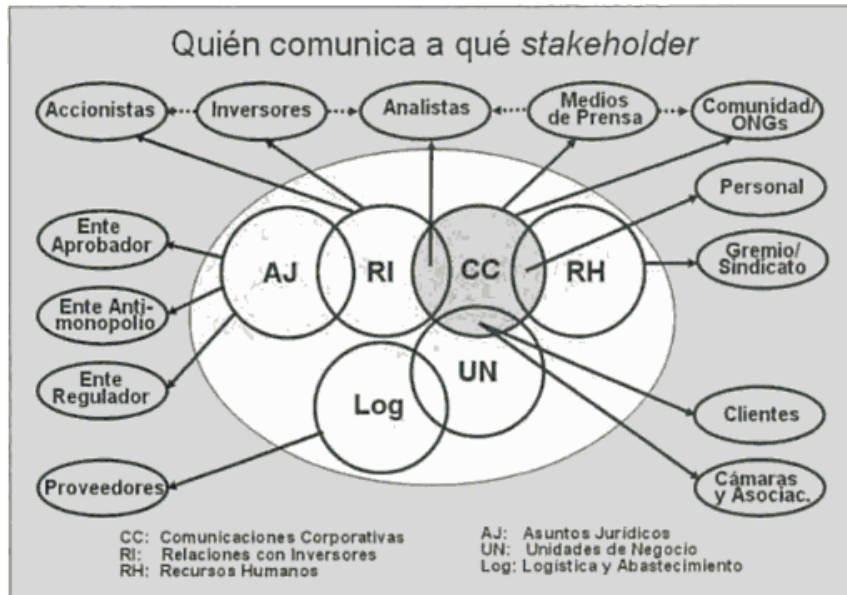 Quién comunica a qué stakeholder
Accionistas
Inversores
Analistas
Medios
de Prensa
Comunidad/
ONGs
Personal
Gremio/
Sindicato
Ente
Aprobador
Ente Anti-
monopolio
Ente
Regulador
Proveedores
AJ
RI
CC
RH
UN
Log
Clientes
Cámaras
y Asociac.
CC: Comunicaciones Corporativas
RI: Relaciones con Inversores
RH: Recursos Humanos
AJ: Asuntos Jurídicos
UN: Unidades de Negocio
Log: Logística y Abastecimiento